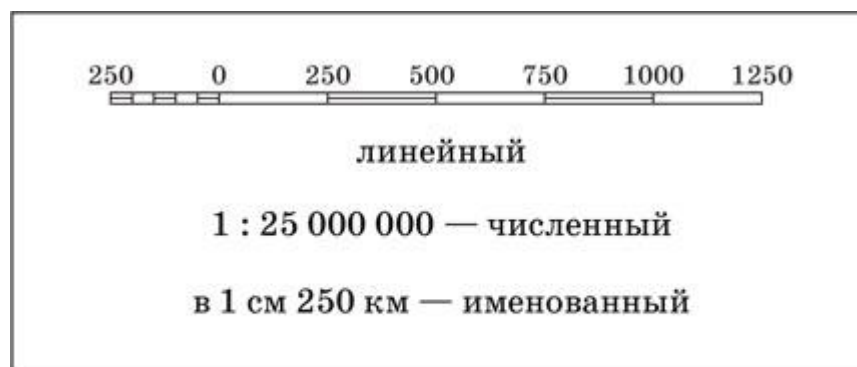 250 0 250 500 750 1000 1250
линейный
1 : 25 000 000 — численный
в 1 см 250 км — именованный